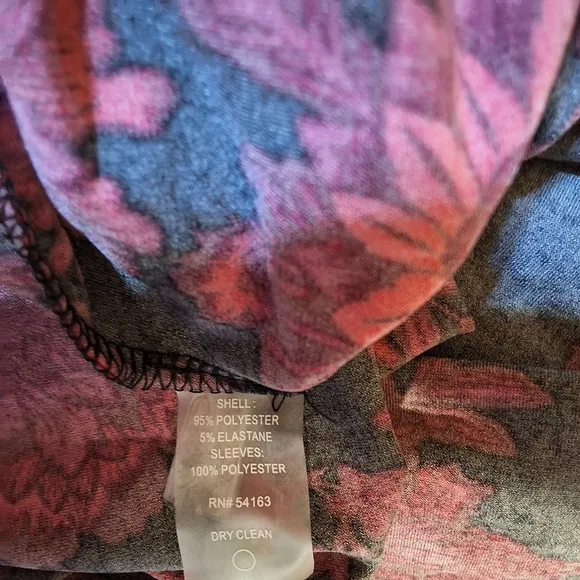 SHELL:
95% POLYESTER
5% ELASTANE
SLEEVES:
100% POLYESTER
RN# 54163
DRY CLEAN